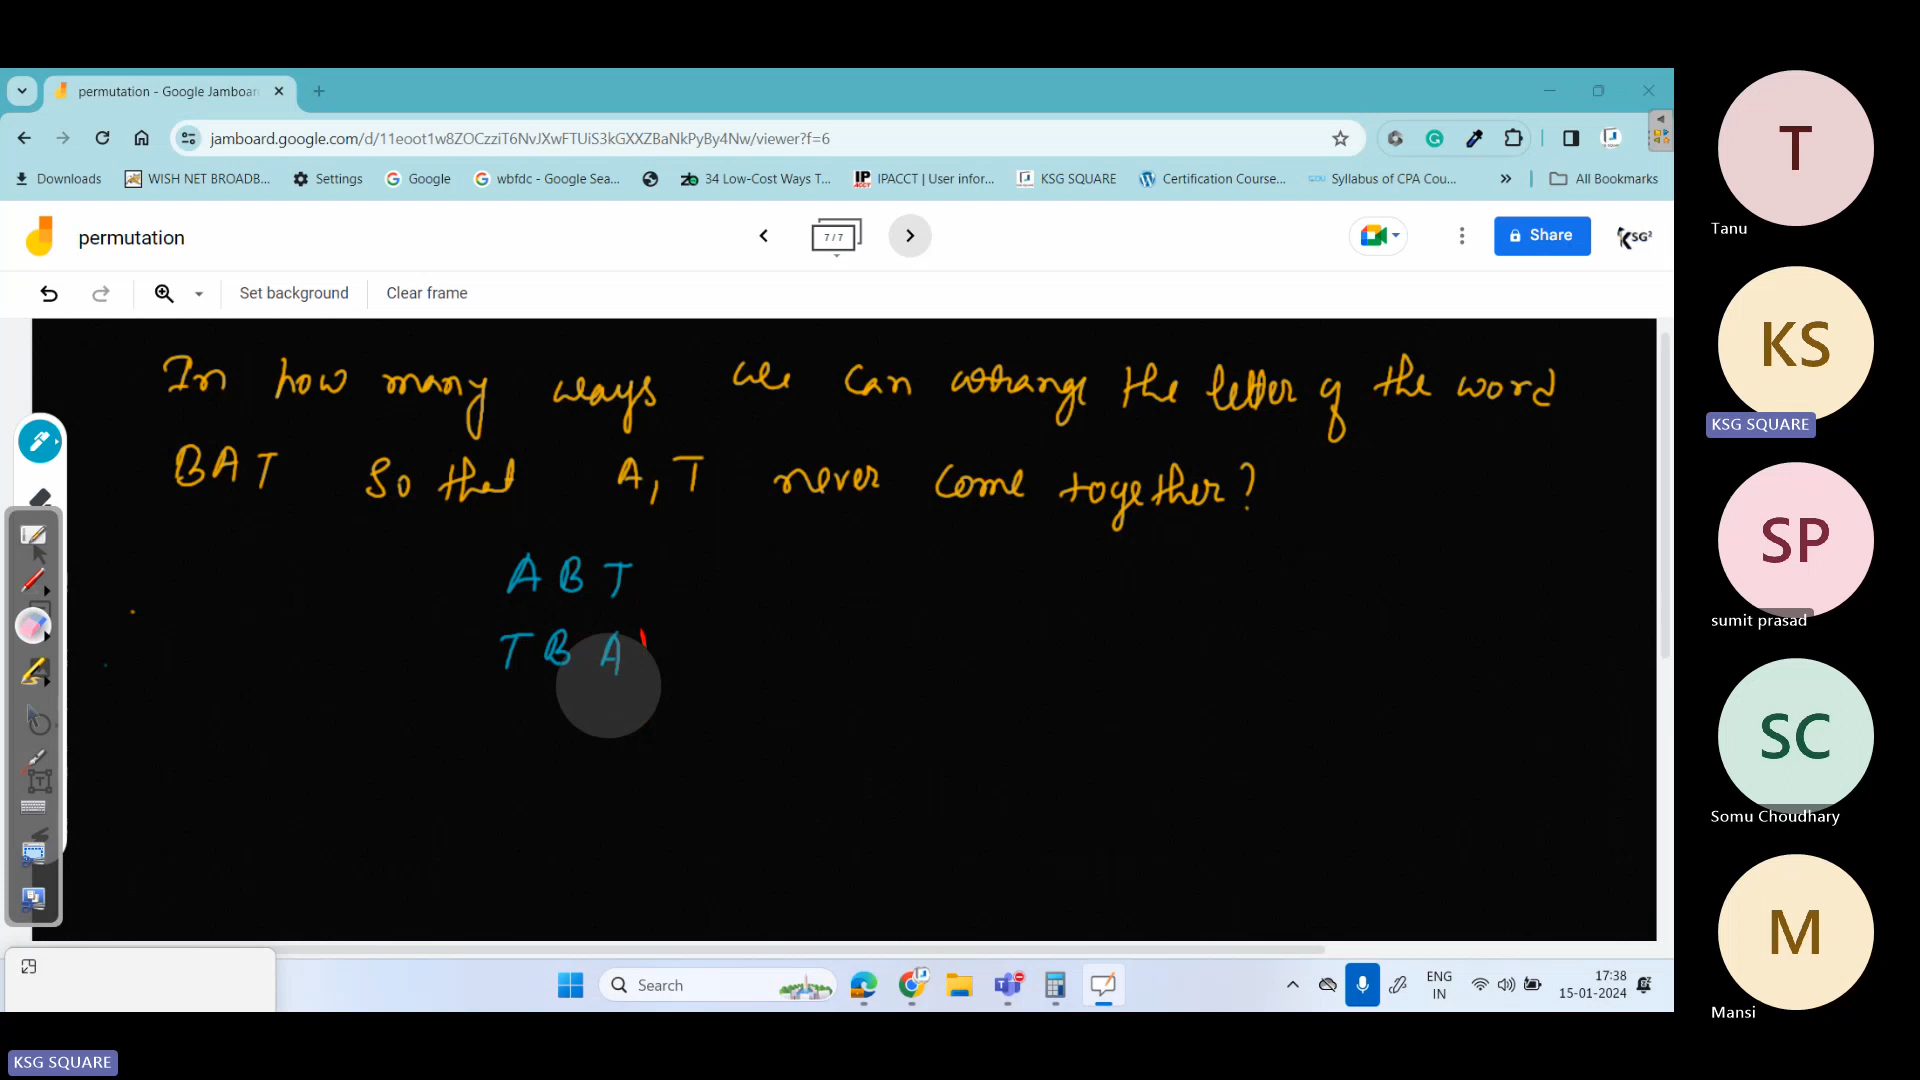 permutation - Google Jamboar
jamboard.google.com/d/11eoot1w8ZOCzziT6NvJXwFTUiS3kGXXZBaNkPyBy4Nw/viewer?f=6
Downloads WISH NET BROADB... Settings Google wbfdc - Google Sea... 34 Low-Cost Ways T... IPACCT | User infor... KSG SQUARE Certification Course... Syllabus of CPA Cou... » All Bookmarks
permutation 7 / 7 Share KSG²
Set background Clear frame
In how many ways we can arrange the letter of the word
BAT So that A, T never come together?
A B T
T B A
Search
ENG
IN
17:38
15-01-2024
T
Tanu
KS
KSG SQUARE
SP
sumit prasad
SC
Somu Choudhary
M
Mansi
KSG SQUARE